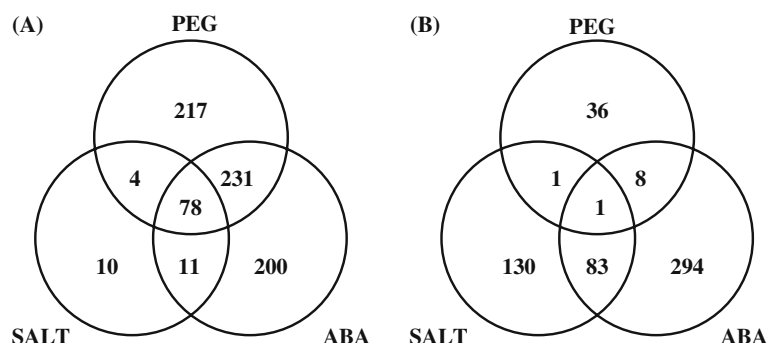 (A) (B)
PEG PEG
217 36
4 231 1 8
78 1
10 11 200 130 83 294
SALT ABA SALT ABA